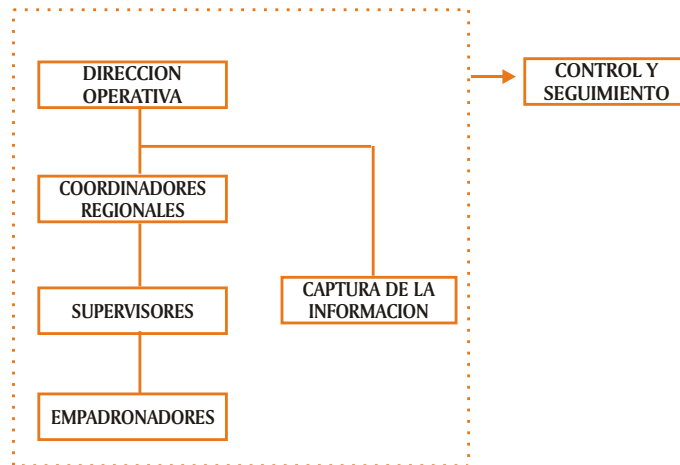 DIRECCION
OPERATIVA
CONTROL Y
SEGUIMIENTO
COORDINADORES
REGIONALES
SUPERVISORES
CAPTURA DE LA
INFORMACION
EMPADRONADORES